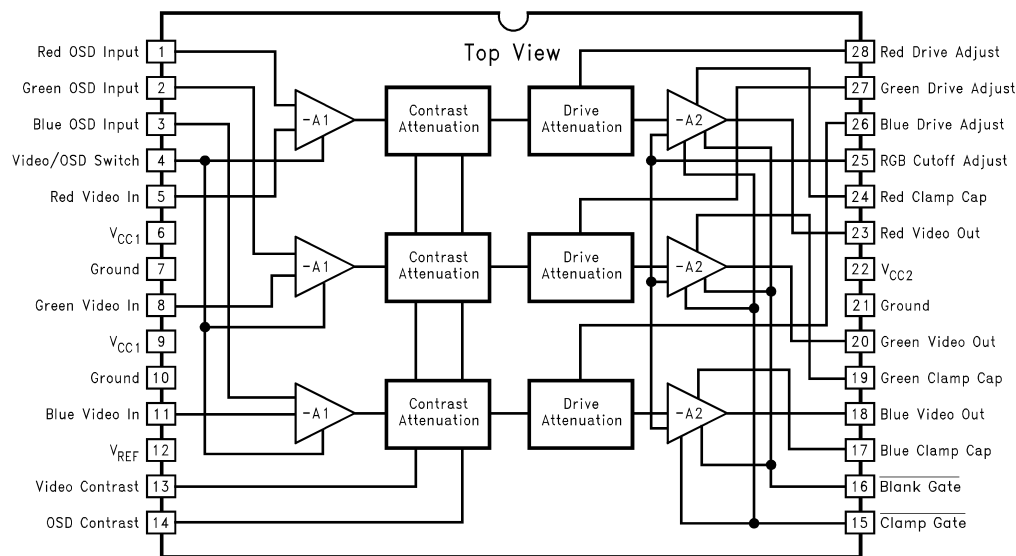 Top View
Red OSD Input 1
Green OSD Input 2
Blue OSD Input 3
Video/OSD Switch 4
Red Video In 5
VCC1 6
Ground 7
Green Video In 8
VCC1 9
Ground 10
Blue Video In 11
VREF 12
Video Contrast 13
OSD Contrast 14
-A1
Contrast
Attenuation
Drive
Attenuation
-A2
-A1
Contrast
Attenuation
Drive
Attenuation
-A2
-A1
Contrast
Attenuation
Drive
Attenuation
-A2
28 Red Drive Adjust
27 Green Drive Adjust
26 Blue Drive Adjust
25 RGB Cutoff Adjust
24 Red Clamp Cap
23 Red Video Out
22 VCC2
21 Ground
20 Green Video Out
19 Green Clamp Cap
18 Blue Video Out
17 Blue Clamp Cap
16 Blank Gate
15 Clamp Gate